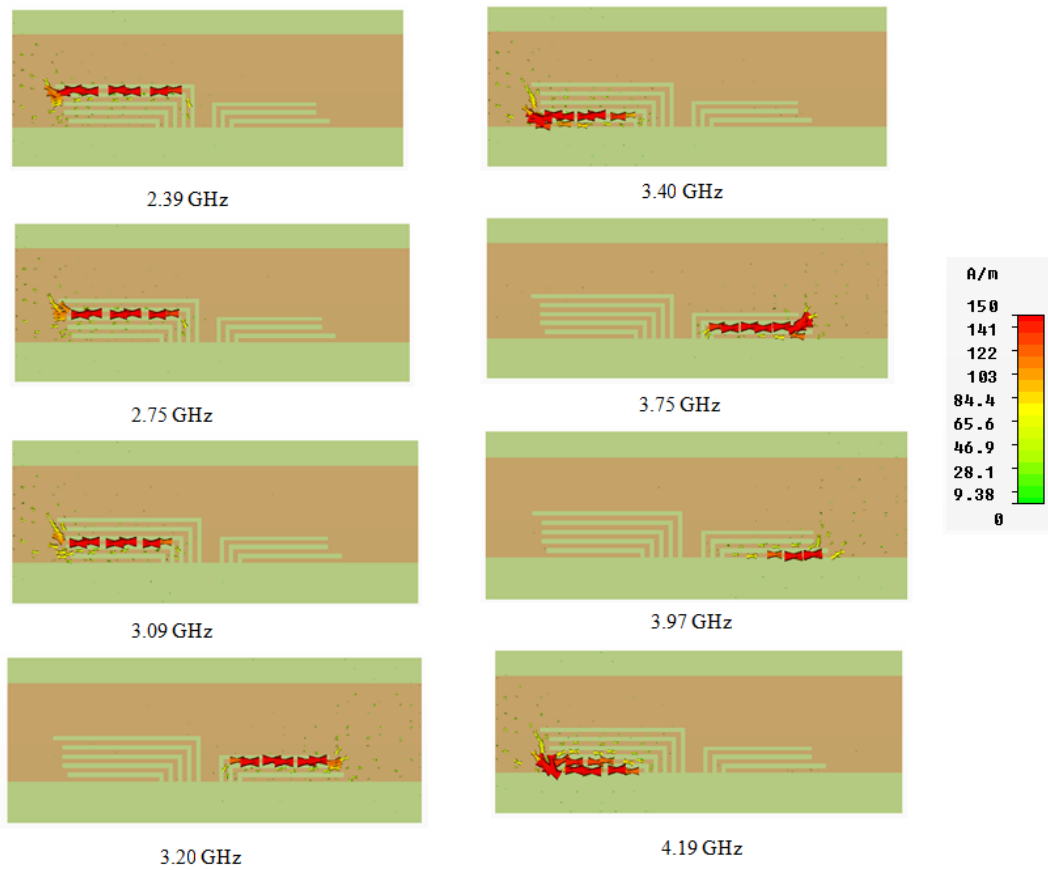 2.39 GHz
3.40 GHz
2.75 GHz
3.75 GHz
3.09 GHz
3.97 GHz
3.20 GHz
4.19 GHz
A/m
150
141
122
103
84.4
65.6
46.9
28.1
9.38
0